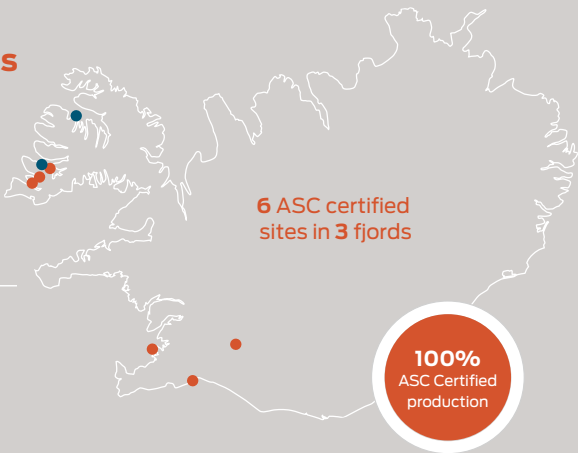 s
6 ASC certified
sites in 3 fjords
100%
ASC Certified
production